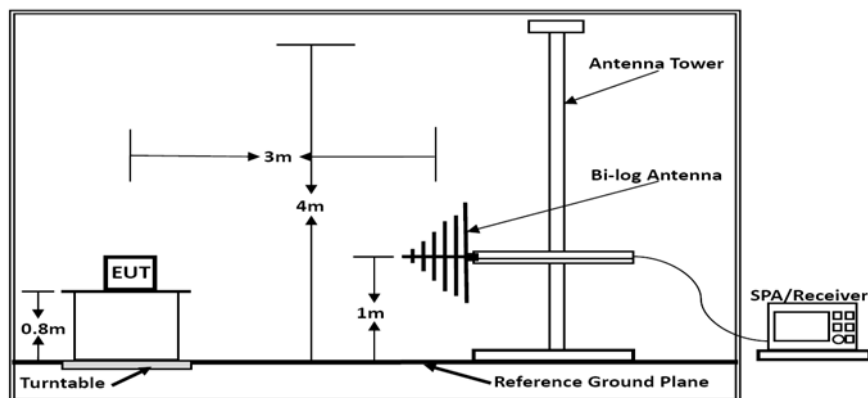 Antenna Tower
3m
Bi-log Antenna
4m
EUT
SPA/Receiver
0.8m
1m
Turntable
Reference Ground Plane